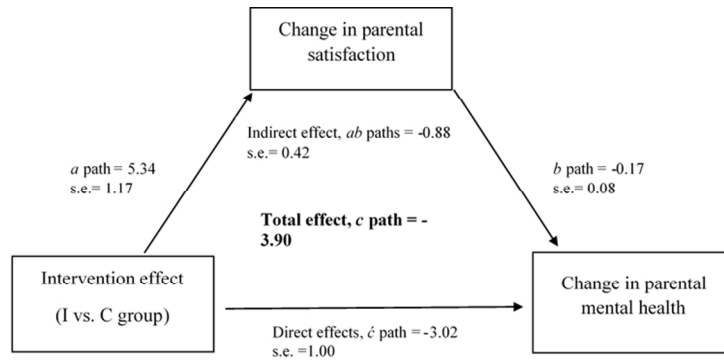 Change in parental
satisfaction
Indirect effect, ab paths = -0.88
s.e.= 0.42
a path = 5.34
s.e.= 1.17
b path = -0.17
s.e.= 0.08
Total effect, c path = -
3.90
Intervention effect
(I vs. C group)
Change in parental
mental health
Direct effects, ć path = -3.02
s.e. =1.00